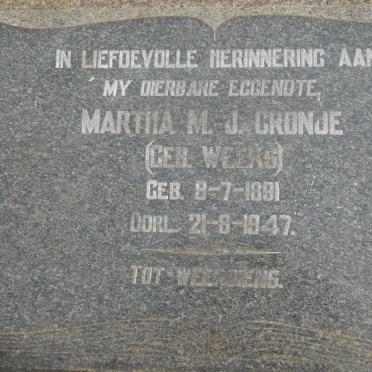 IN LIEFDEVOLLE HERINNERING AAN
MY DIERBARE EGGENOTE,
MARTHA M. J. CRONJE
(GEB. WEEKS)
GEB. 8-7-1891
OORL. 21-8-1947.
TOT WEERSIENS.